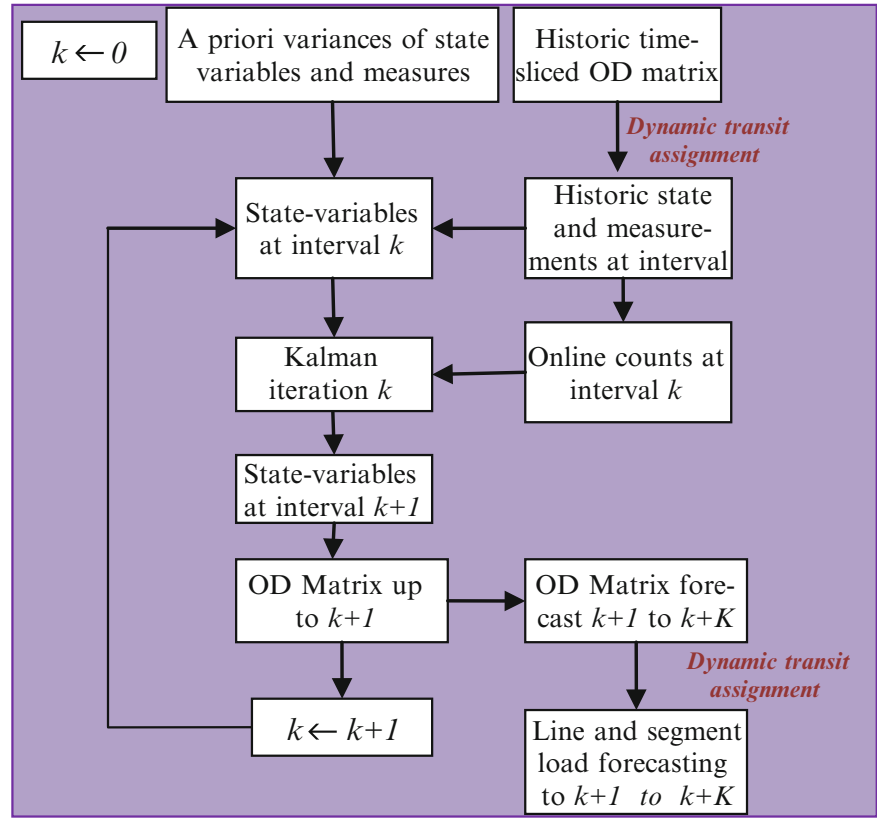 k ← 0
A priori variances of state
variables and measures
Historic time-
sliced OD matrix
Dynamic transit
assignment
State-variables
at interval k
Historic state
and measure-
ments at interval
Kalman
iteration k
Online counts at
interval k
State-variables
at interval k+1
OD Matrix up
to k+1
OD Matrix fore-
cast k+1 to k+K
Dynamic transit
assignment
k ← k+1
Line and segment
load forecasting
to k+1 to k+K